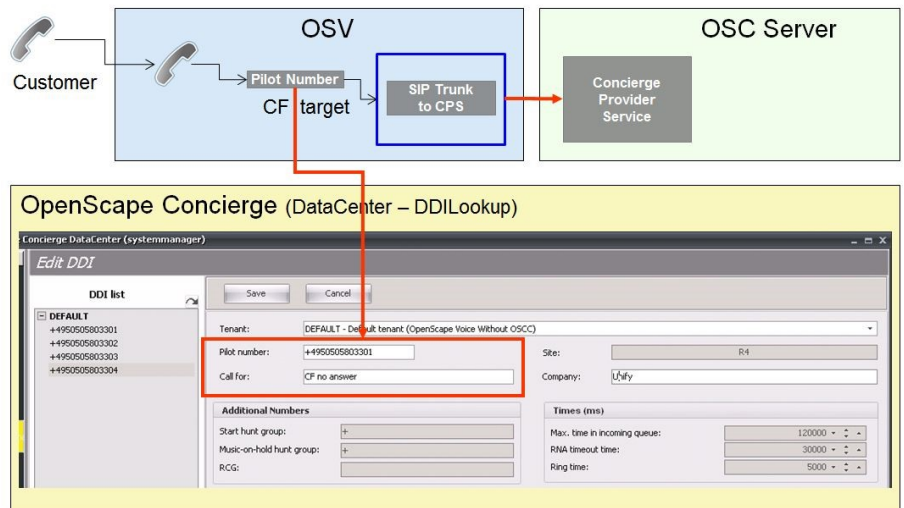 OSV
OSC Server
Customer
Pilot Number
CF target
SIP Trunk
to CPS
Concierge
Provider
Service
OpenScape Concierge (DataCenter – DDILookup)
Concierge DataCenter (systemmanager)
Edit DDI
DDI list
Save
Cancel
DEFAULT
+4950505803301
+4950505803302
+4950505803303
+4950505803304
Tenant:
DEFAULT - Default tenant (OpenScape Voice Without OSCC)
Pilot number:
+4950505803301
Site:
R4
Call for:
CF no answer
Company:
Unify
Additional Numbers
Times (ms)
Start hunt group:
+
Max. time in incoming queue:
120000
Music-on-hold hunt group:
+
RNA timeout time:
30000
RCG:
Ring time:
5000